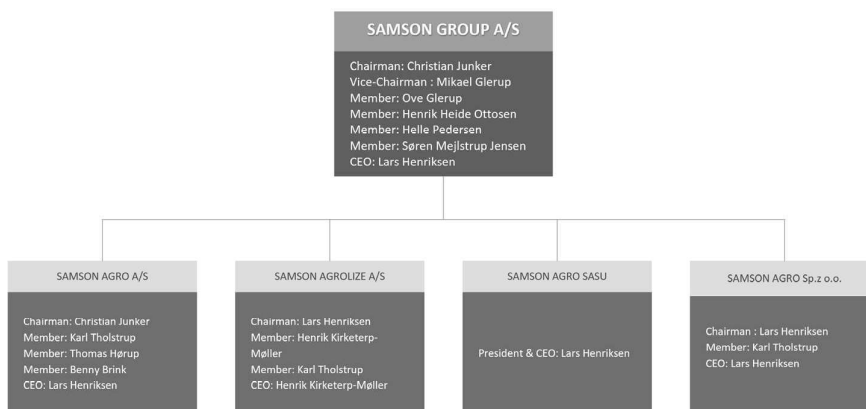 SAMSON GROUP A/S
Chairman: Christian Junker
Vice-Chairman : Mikael Glerup
Member: Ove Glerup
Member: Henrik Heide Ottosen
Member: Helle Pedersen
Member: Søren Mejlstrup Jensen
CEO: Lars Henriksen
SAMSON AGRO A/S
Chairman: Christian Junker
Member: Karl Tholstrup
Member: Thomas Hørup
Member: Benny Brink
CEO: Lars Henriksen
SAMSON AGROLIZE A/S
Chairman: Lars Henriksen
Member: Henrik Kirketerp-
Møller
Member: Karl Tholstrup
CEO: Henrik Kirketerp-Møller
SAMSON AGRO SASU
President & CEO: Lars Henriksen
SAMSON AGRO Sp.z o.o.
Chairman : Lars Henriksen
Member: Karl Tholstrup
CEO: Lars Henriksen